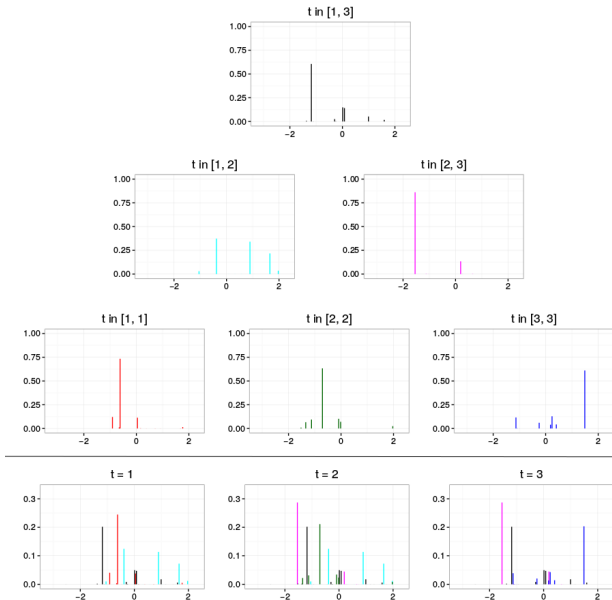 t in [1, 3]
1.00
0.75
0.50
0.25
0.00
−2 0 2
t in [1, 2] t in [2, 3]
1.00 1.00
0.75 0.75
0.50 0.50
0.25 0.25
0.00 0.00
−2 0 2 −2 0 2
t in [1, 1] t in [2, 2] t in [3, 3]
1.00 1.00 1.00
0.75 0.75 0.75
0.50 0.50 0.50
0.25 0.25 0.25
0.00 0.00 0.00
−2 0 2 −2 0 2 −2 0 2
t = 1 t = 2 t = 3
0.3 0.3 0.3
0.2 0.2 0.2
0.1 0.1 0.1
0.0 0.0 0.0
−2 0 2 −2 0 2 −2 0 2